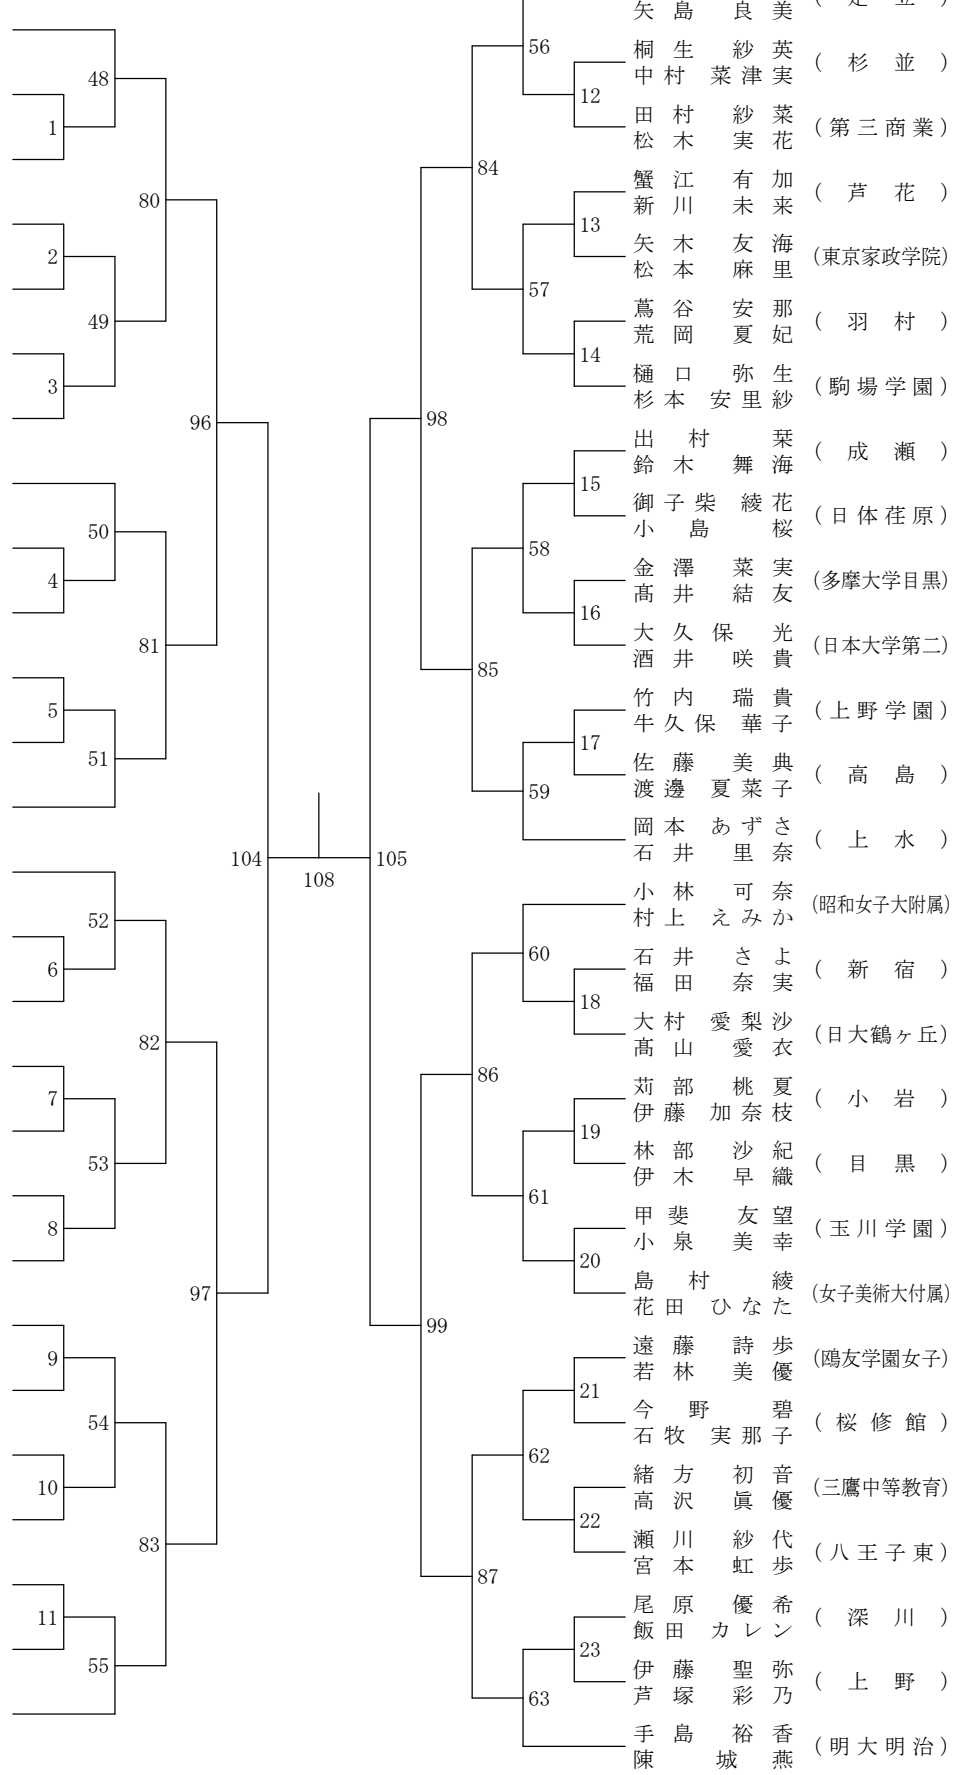 矢島 良美
56
桐生 紗英
中村 菜津実
(杉並)
48
12
1
田村 紗菜
松木 実花
(第三商業)
84
蟹江 有加
新川 未来
(芦花)
80
13
2
矢木 友海
松本 麻里
(東京家政学院)
57
49
蔦谷 安那
荒岡 夏妃
(羽村)
14
3
樋口 弥生
杉本 安里紗
(駒場学園)
96
98
出村 栞
鈴木 舞海
(成瀬)
15
御子柴 綾花
小島 桜
(日体荏原)
50
58
4
金澤 菜実
髙井 結友
(多摩大学目黒)
16
81
大久保 光
酒井 咲貴
(日本大学第二)
85
5
竹内 瑞貴
牛久保 華子
(上野学園)
17
51
佐藤 美典
渡邊 夏菜子
(高島)
59
岡本 あずさ
石井 里奈
(上水)
104
105
108
小林 可奈
村上 えみか
(昭和女子大附属)
52
60
6
石井 さよ
福田 奈実
(新宿)
18
82
大村 愛梨沙
髙山 愛衣
(日大鶴ヶ丘)
86
7
苅部 桃夏
伊藤 加奈枝
(小岩)
19
53
林部 沙紀
伊木 早織
(目黒)
61
8
甲斐 友望
小泉 美幸
(玉川学園)
20
97
島村 綾
花田 ひなた
(女子美術大付属)
99
9
遠藤 詩歩
若林 美優
(鴎友学園女子)
21
54
今野 碧
石牧 実那子
(桜修館)
62
10
緒方 初音
高沢 眞優
(三鷹中等教育)
22
83
瀬川 紗代
宮本 虹歩
(八王子東)
87
11
尾原 優希
飯田 カレン
(深川)
23
55
伊藤 聖弥
芦塚 彩乃
(上野)
63
手島 裕香
陳 城燕
(明大明治)